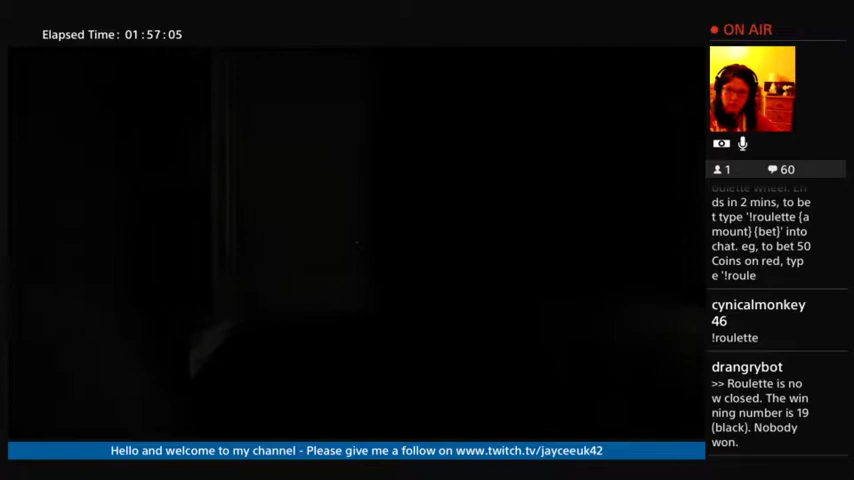 Elapsed Time: 01:57:05
ON AIR
1 60
oulette wheel. En
ds in 2 mins, to be
t type '!roulette {a
mount} {bet}' into
chat. eg, to bet 50
Coins on red, typ
e '!roule
cynicalmonkey
46
!roulette
drangrybot
>> Roulette is no
w closed. The win
ning number is 19
(black). Nobody
won.
Hello and welcome to my channel - Please give me a follow on www.twitch.tv/jayceeuk42